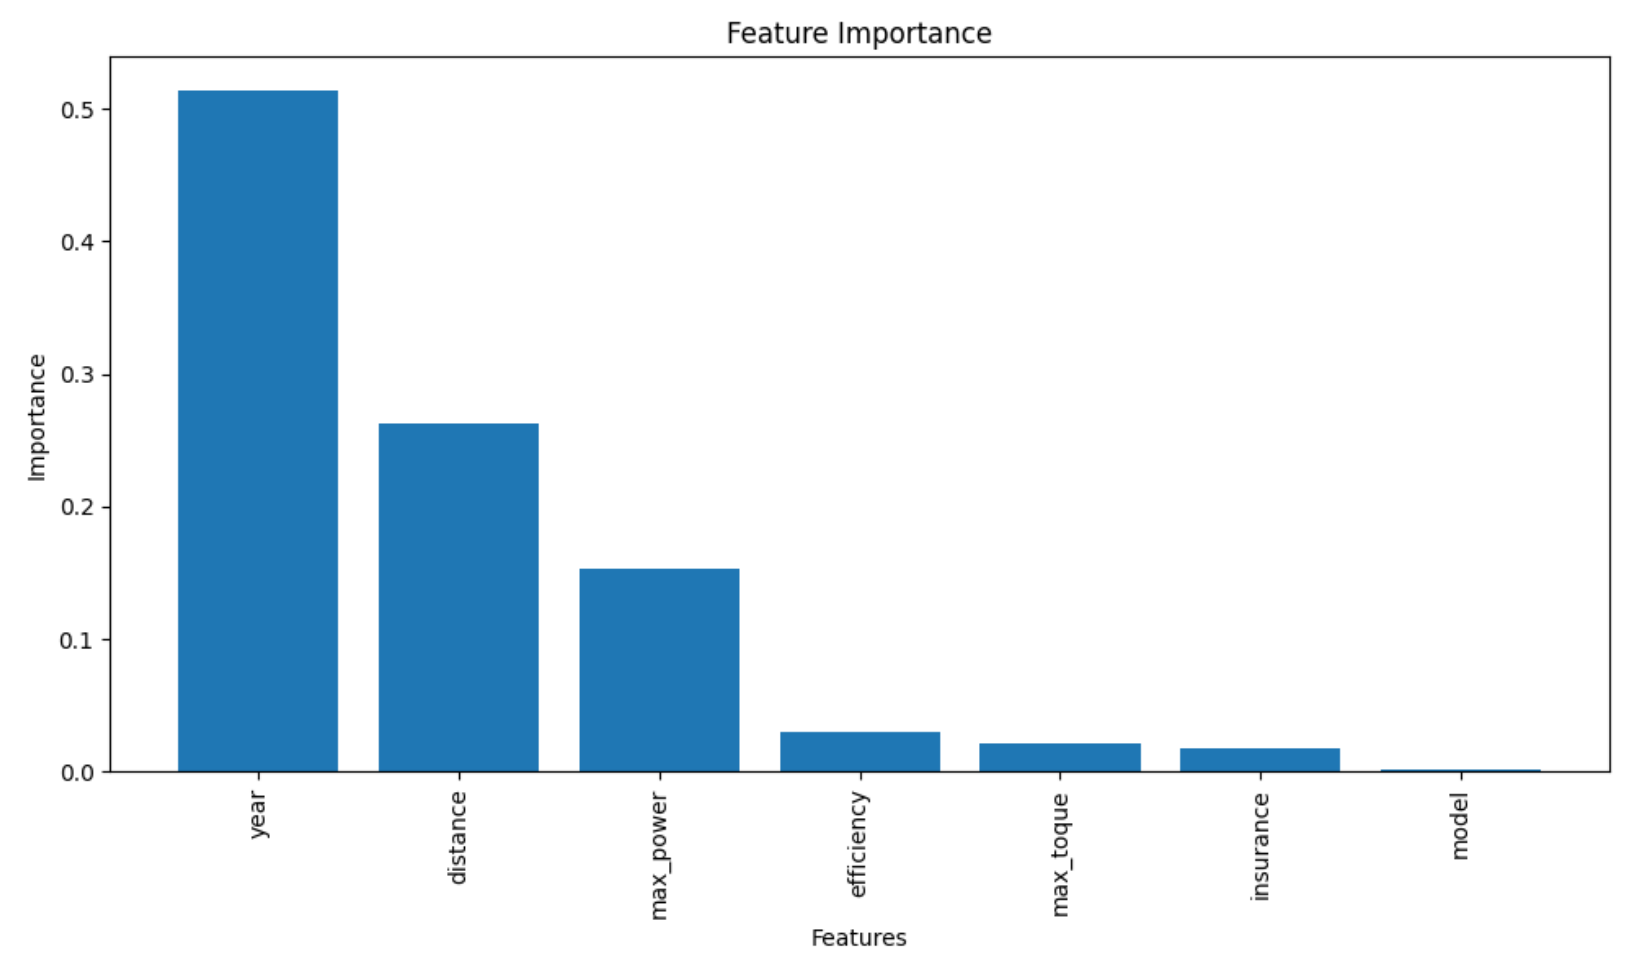 Feature Importance
Importance
0.5
0.4
0.3
0.2
0.1
0.0
year
distance
max_power
efficiency
max_toque
insurance
model
Features